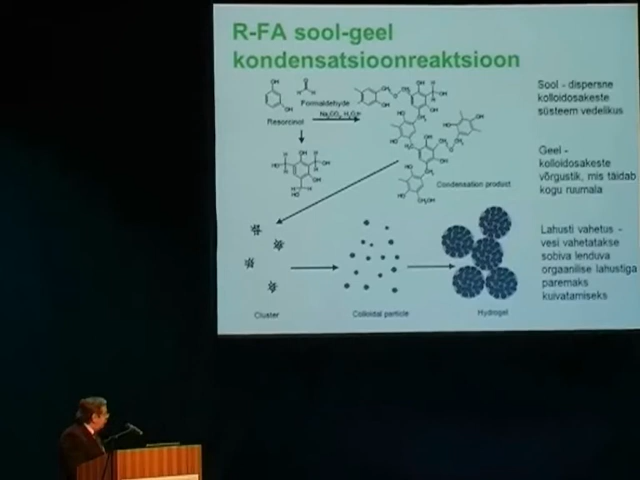 R-FA sool-geel
kondensatsioonreaktsioon
Formaldehyde
Resorcinol
Condensation product
Cluster
Colloidal particle
Hydrogel
Sool - dispersne
kolloidosakeste
süsteem vedelikus
Geel -
kolloidosakeste
võrgustik, mis täidab
kogu ruumala
Lahusti vahetus -
vesi vahetatakse
sobiva lenduva
orgaanilise lahustiga
paremaks
kuivatamiseks